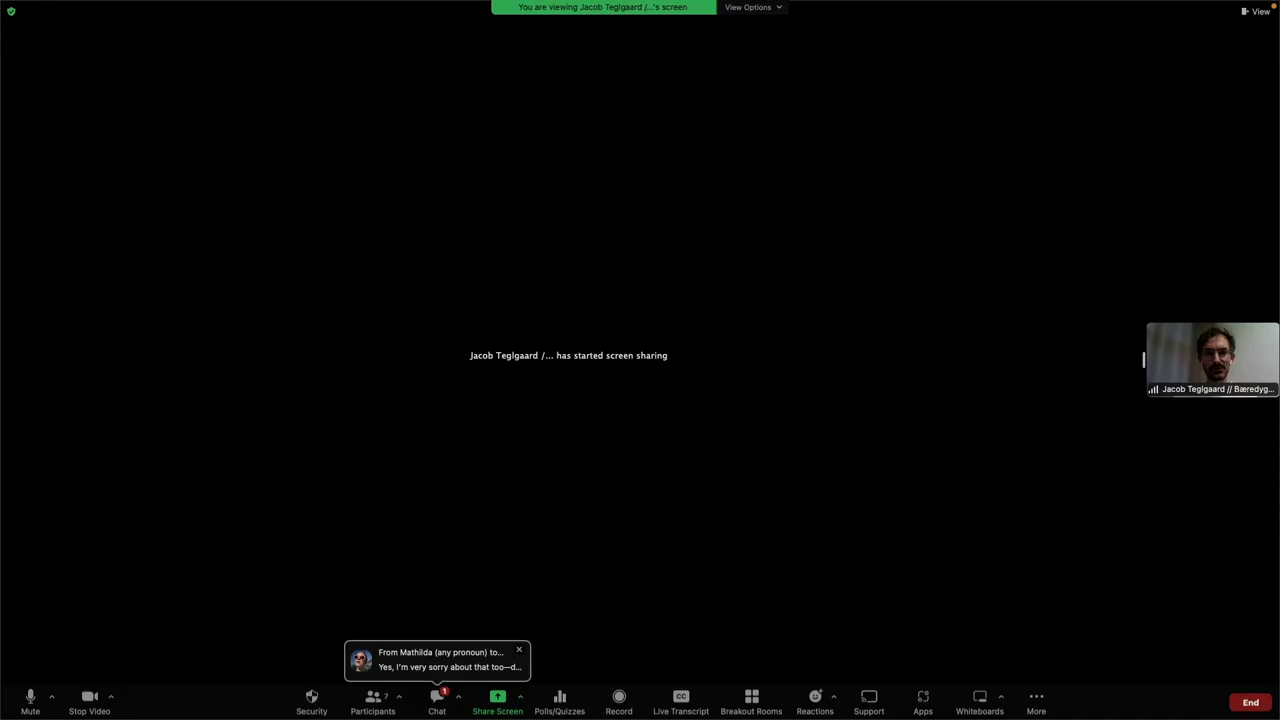 You are viewing Jacob Teglgaard /...'s screen
View Options
View
Jacob Teglgaard /... has started screen sharing
Jacob Teglgaard // Bæredyg...
From Mathilda (any pronoun) to...
Yes, I'm very sorry about that too—d...
Mute
Stop Video
Security
Participants
7
Chat
1
Share Screen
Polls/Quizzes
Record
CC
Live Transcript
Breakout Rooms
Reactions
Support
Apps
Whiteboards
More
End